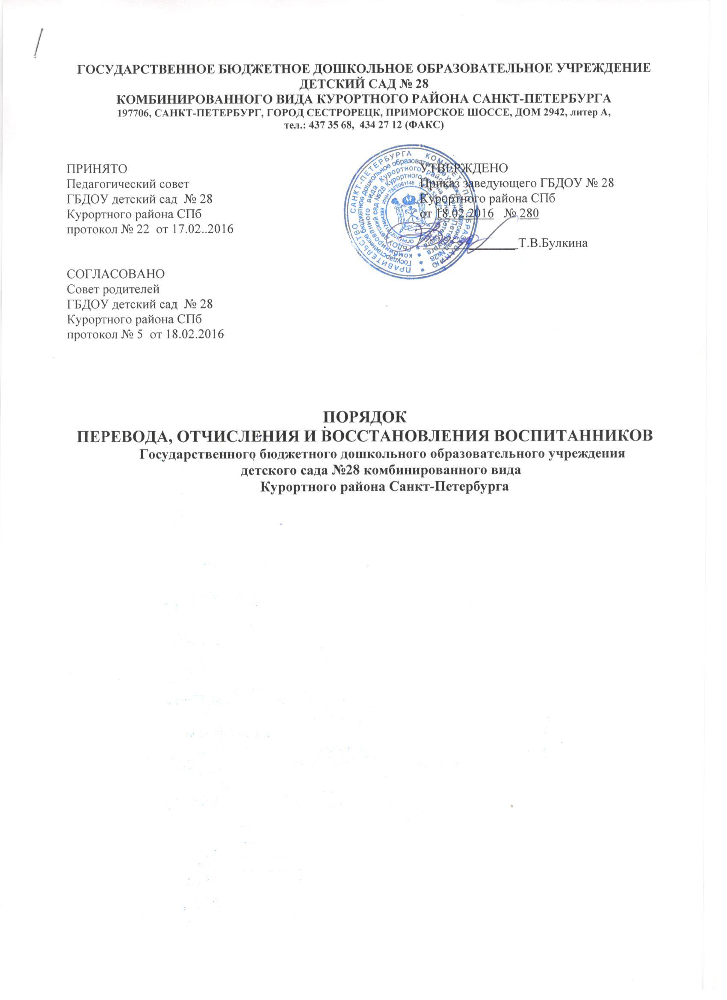 ГОСУДАРСТВЕННОЕ БЮДЖЕТНОЕ ДОШКОЛЬНОЕ ОБРАЗОВАТЕЛЬНОЕ УЧРЕЖДЕНИЕ
ДЕТСКИЙ САД № 28
КОМБИНИРОВАННОГО ВИДА КУРОРТНОГО РАЙОНА САНКТ-ПЕТЕРБУРГА
197706, САНКТ-ПЕТЕРБУРГ, ГОРОД СЕСТРОРЕЦК, ПРИМОРСКОЕ ШОССЕ, ДОМ 2942, литер А,
тел.: 437 35 68, 434 27 12 (ФАКС)
ПРИНЯТО
Педагогический совет
ГБДОУ детский сад № 28
Курортного района СПб
протокол № 22 от 17.02..2016
УТВЕРЖДЕНО
Приказ заведующего ГБДОУ № 28
Курортного района СПб
от 18.02.2016 № 280
Т.В.Булкина
ПРАВИТЕЛЬСТВО САНКТ-ПЕТЕРБУРГА КОМИТЕТ ПО ОБРАЗОВАНИЮ
Государственное бюджетное дошкольное образовательное учреждение детский сад №28
комбинированного вида Курортного района Санкт-Петербурга
ГБДОУ детский сад №28 Курортного района Санкт-Петербурга
ИНН 7827001148
СОГЛАСОВАНО
Совет родителей
ГБДОУ детский сад № 28
Курортного района СПб
протокол № 5 от 18.02.2016
ПОРЯДОК
ПЕРЕВОДА, ОТЧИСЛЕНИЯ И ВОССТАНОВЛЕНИЯ ВОСПИТАННИКОВ
Государственного бюджетного дошкольного образовательного учреждения
детского сада №28 комбинированного вида
Курортного района Санкт-Петербурга